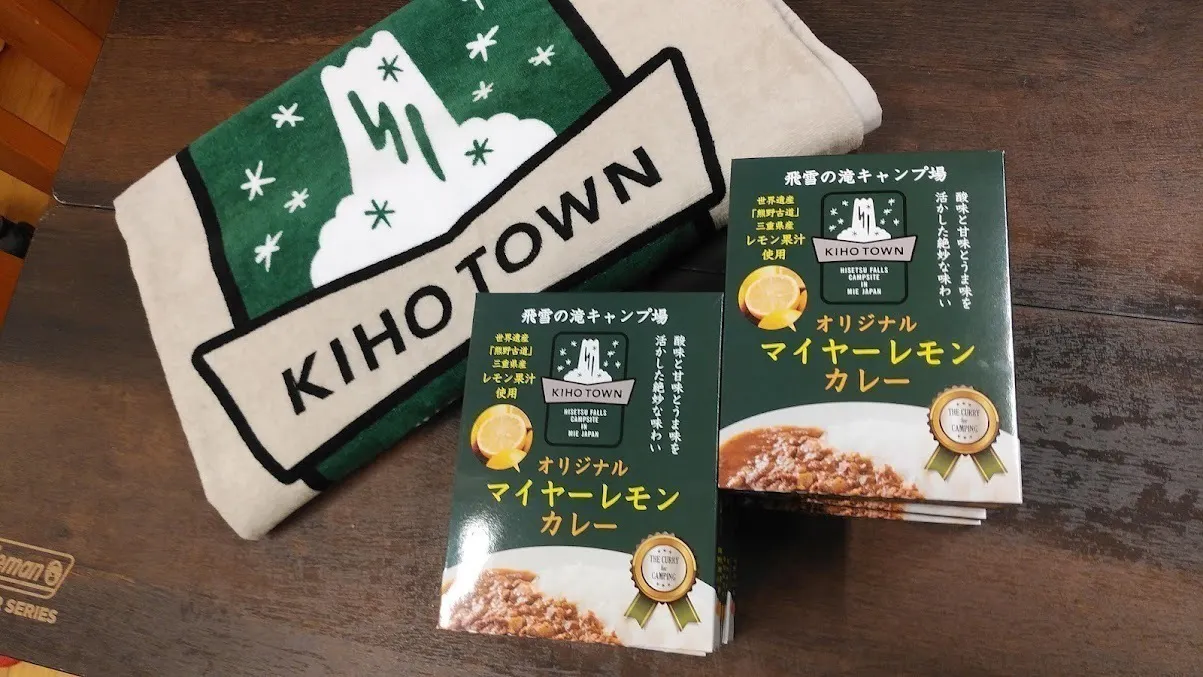 KIHO TOWN
飛雪の滝キャンプ場
世界遺産
「熊野古道」
三重県産
レモン果汁
使用
KIHO TOWN
HISETSU FALLS
CAMPSITE
IN
MIE JAPAN
酸味と甘味とうま味を
活かした絶妙な味わい
オリジナル
マイヤーレモン
カレー
THE CURRY
for
CAMPING
飛雪の滝キャンプ場
世界遺産
「熊野古道」
三重県産
レモン果汁
使用
KIHO TOWN
HISETSU FALLS
CAMPSITE
IN
MIE JAPAN
酸味と甘味とうま味を
活かした絶妙な味わい
オリジナル
マイヤーレモン
カレー
THE CURRY
for
CAMPING
SERIES